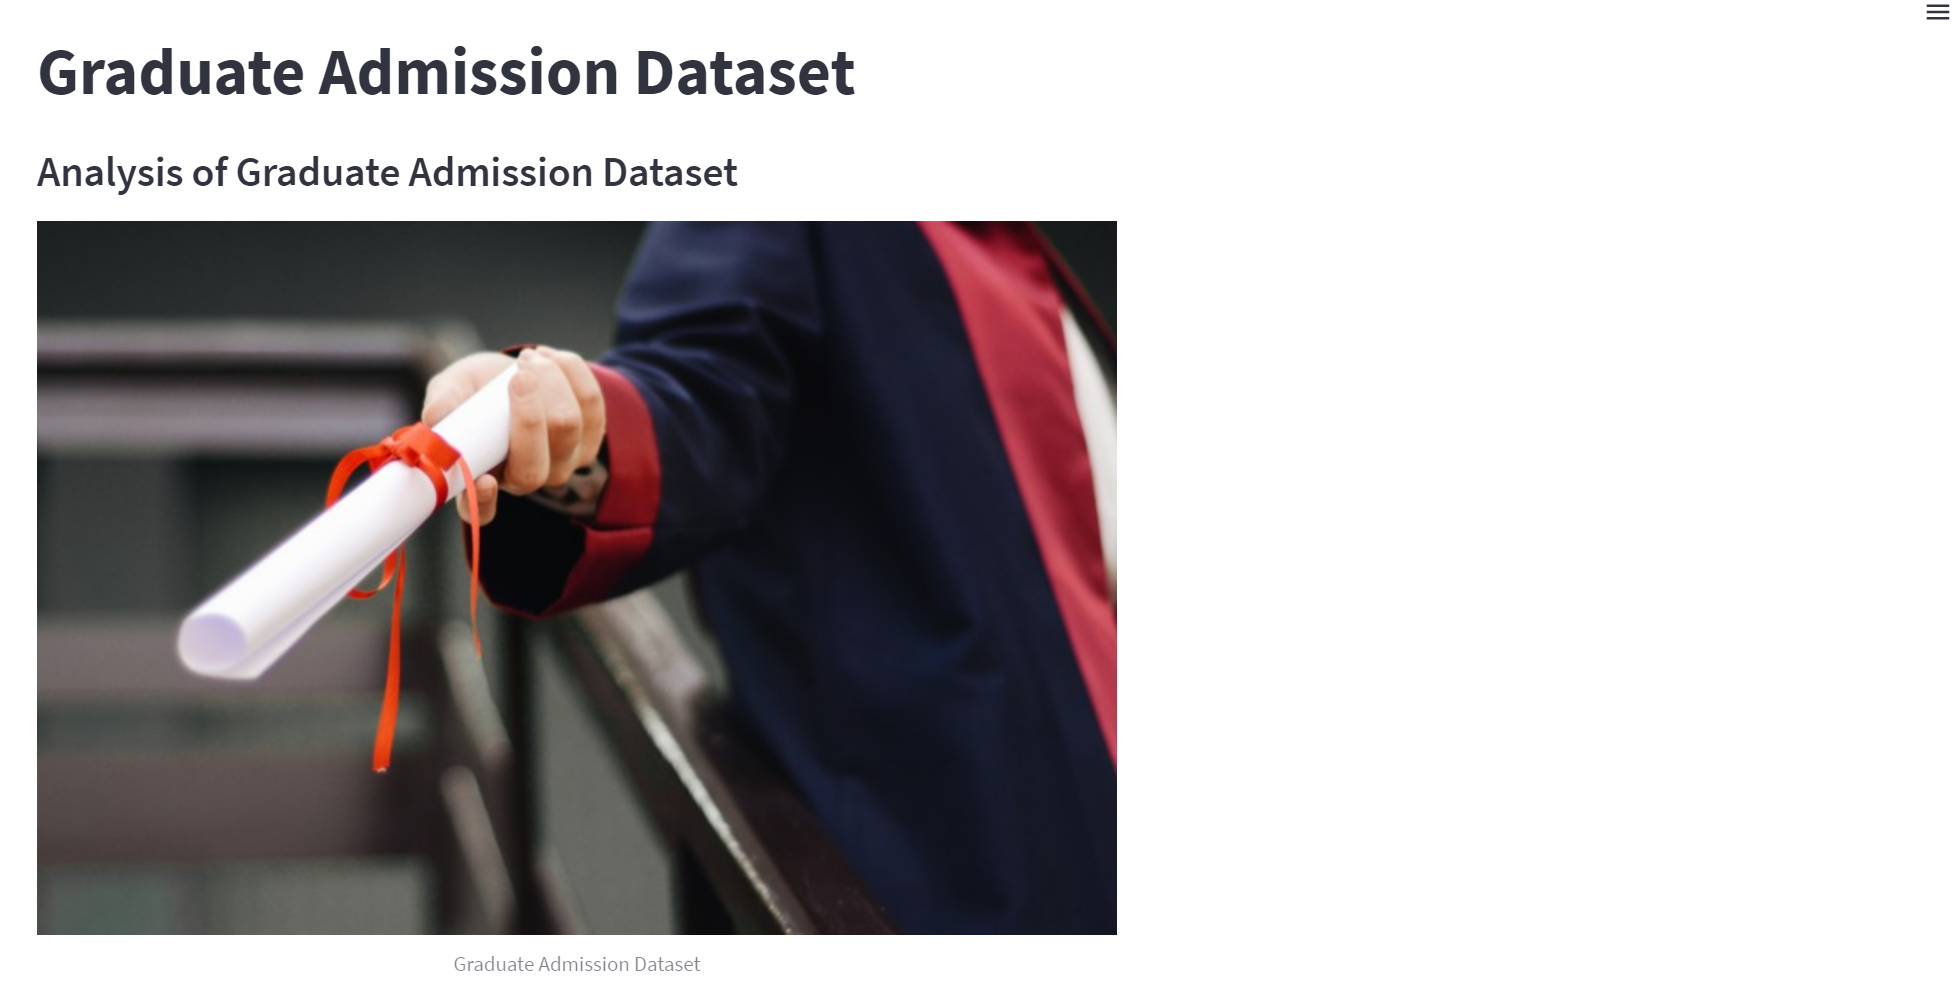 Graduate Admission Dataset
Analysis of Graduate Admission Dataset
Graduate Admission Dataset